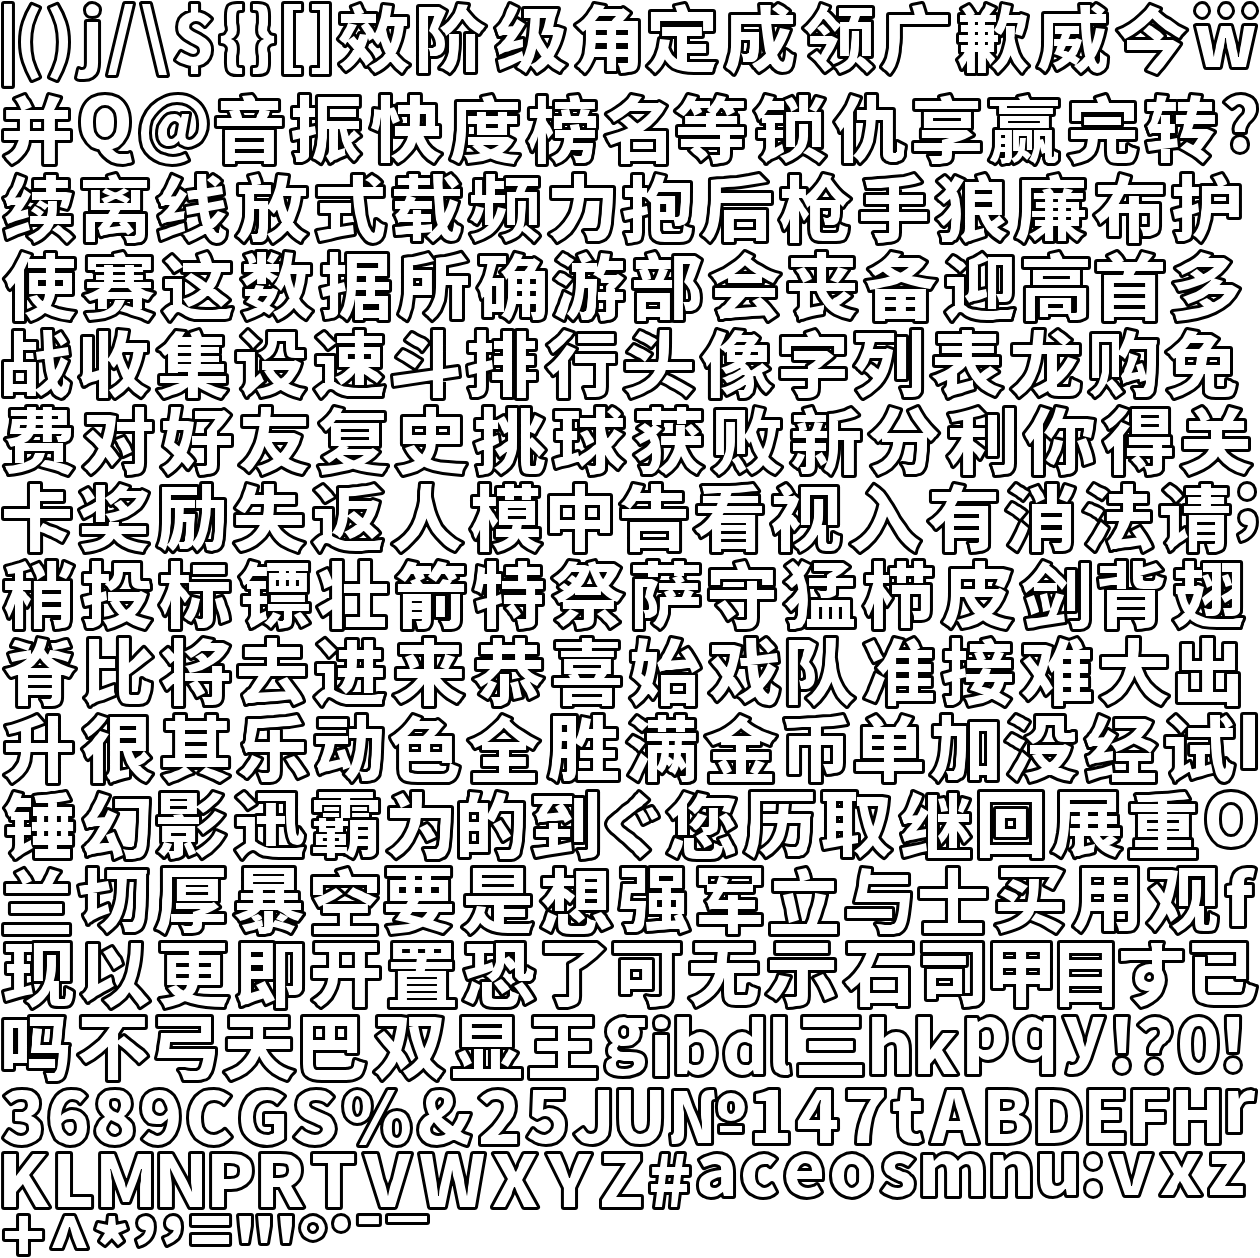 |()j/\${}[]效阶级角定成领广歉威今ẅ
并Q@音振快度榜名等锁仇享赢完转?
续离线放式载频力抱后枪手狼廉布护
使赛这数据所确游部会丧备迎高首多
战收集设速斗排行头像字列表龙购免
费对好友复史挑球获败新分利你得关
卡奖励失返人模中告看视入有消法请;
稍投标镖壮箭特祭萨守猛栉皮剑背翅
脊比将去进来恭喜始戏队准接难大出
升很其乐动色全胜满金币单加没经试l
锤幻影迅霸为的到ぐ您历取继回展重O
兰切厚暴空要是想强军立与士买用观f
现以更即开置恐了可无示石司甲目す已
吗不弓天巴双显王gibdl三hkpqy!?0!
3689CGS%&25JU№147tABDEFHr
KLMNPRTVWXYZ#aceosmnu:vxz
+^*’,="'°·-—